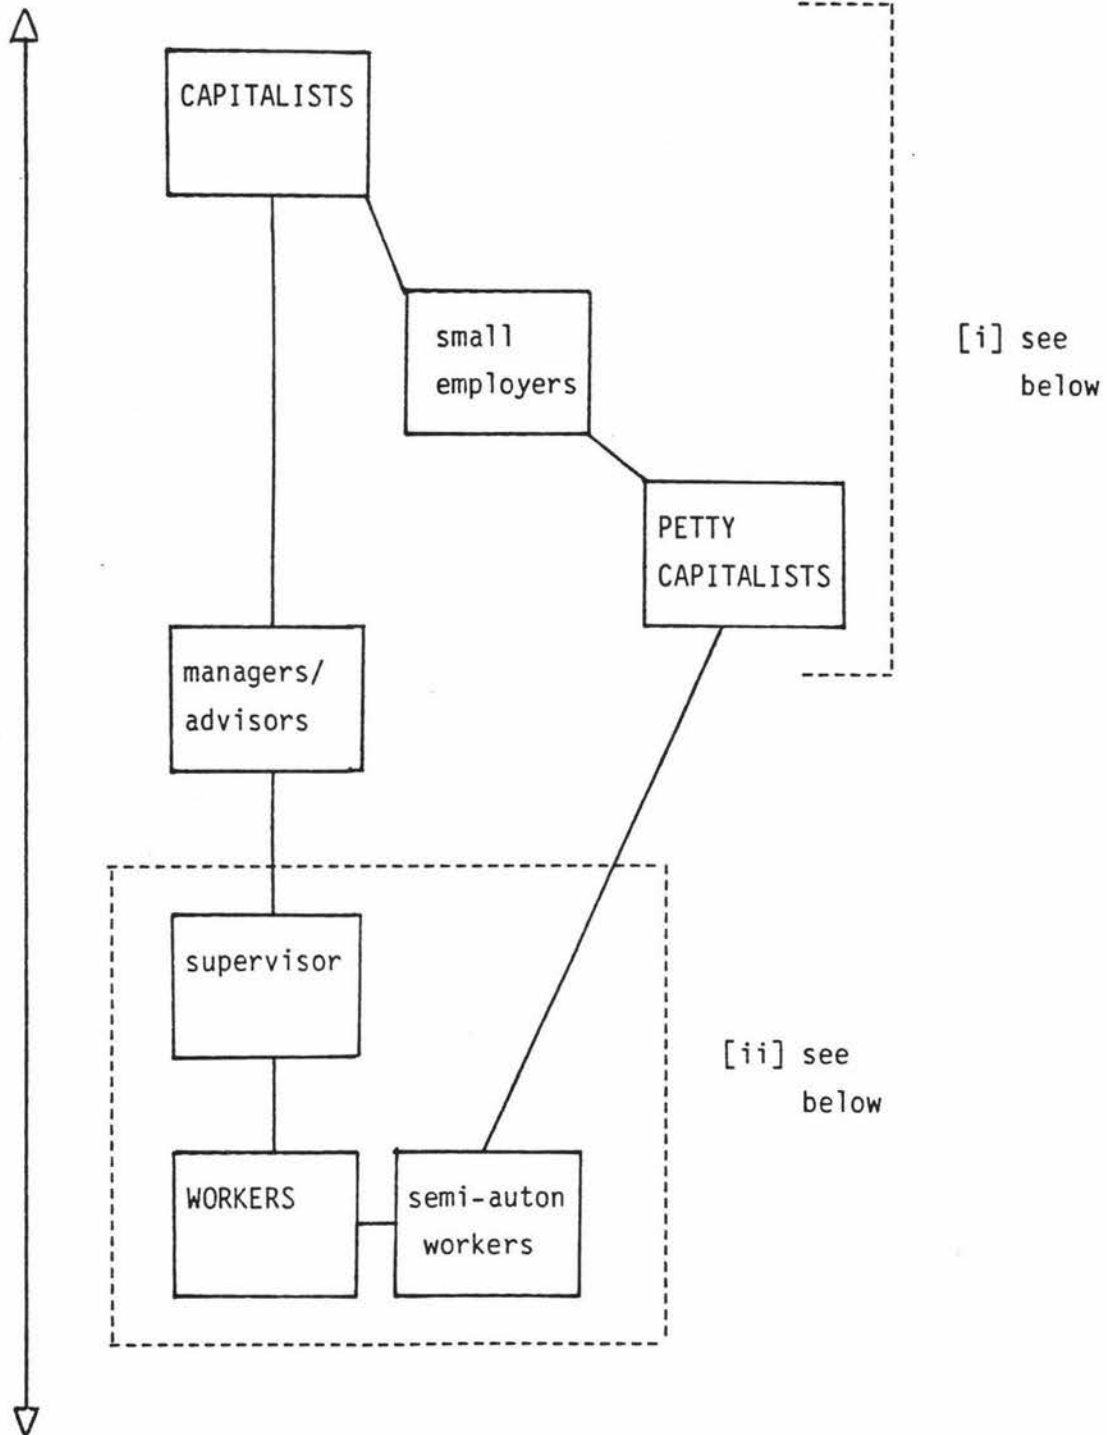 CAPITALISTS
small
employers
[i] see
below
PETTY
CAPITALISTS
managers/
advisors
supervisor
[ii] see
below
WORKERS
semi-auton
workers